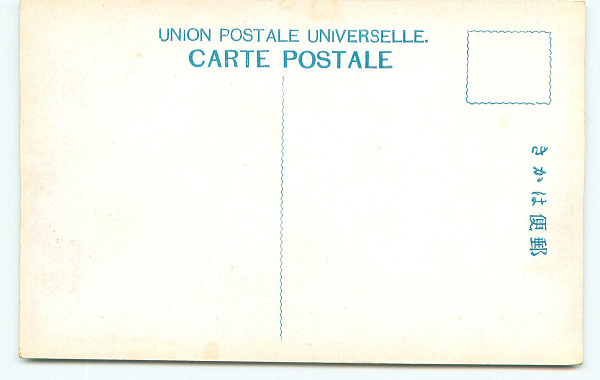 UNION POSTALE UNIVERSELLE.
CARTE POSTALE
郵便はかき